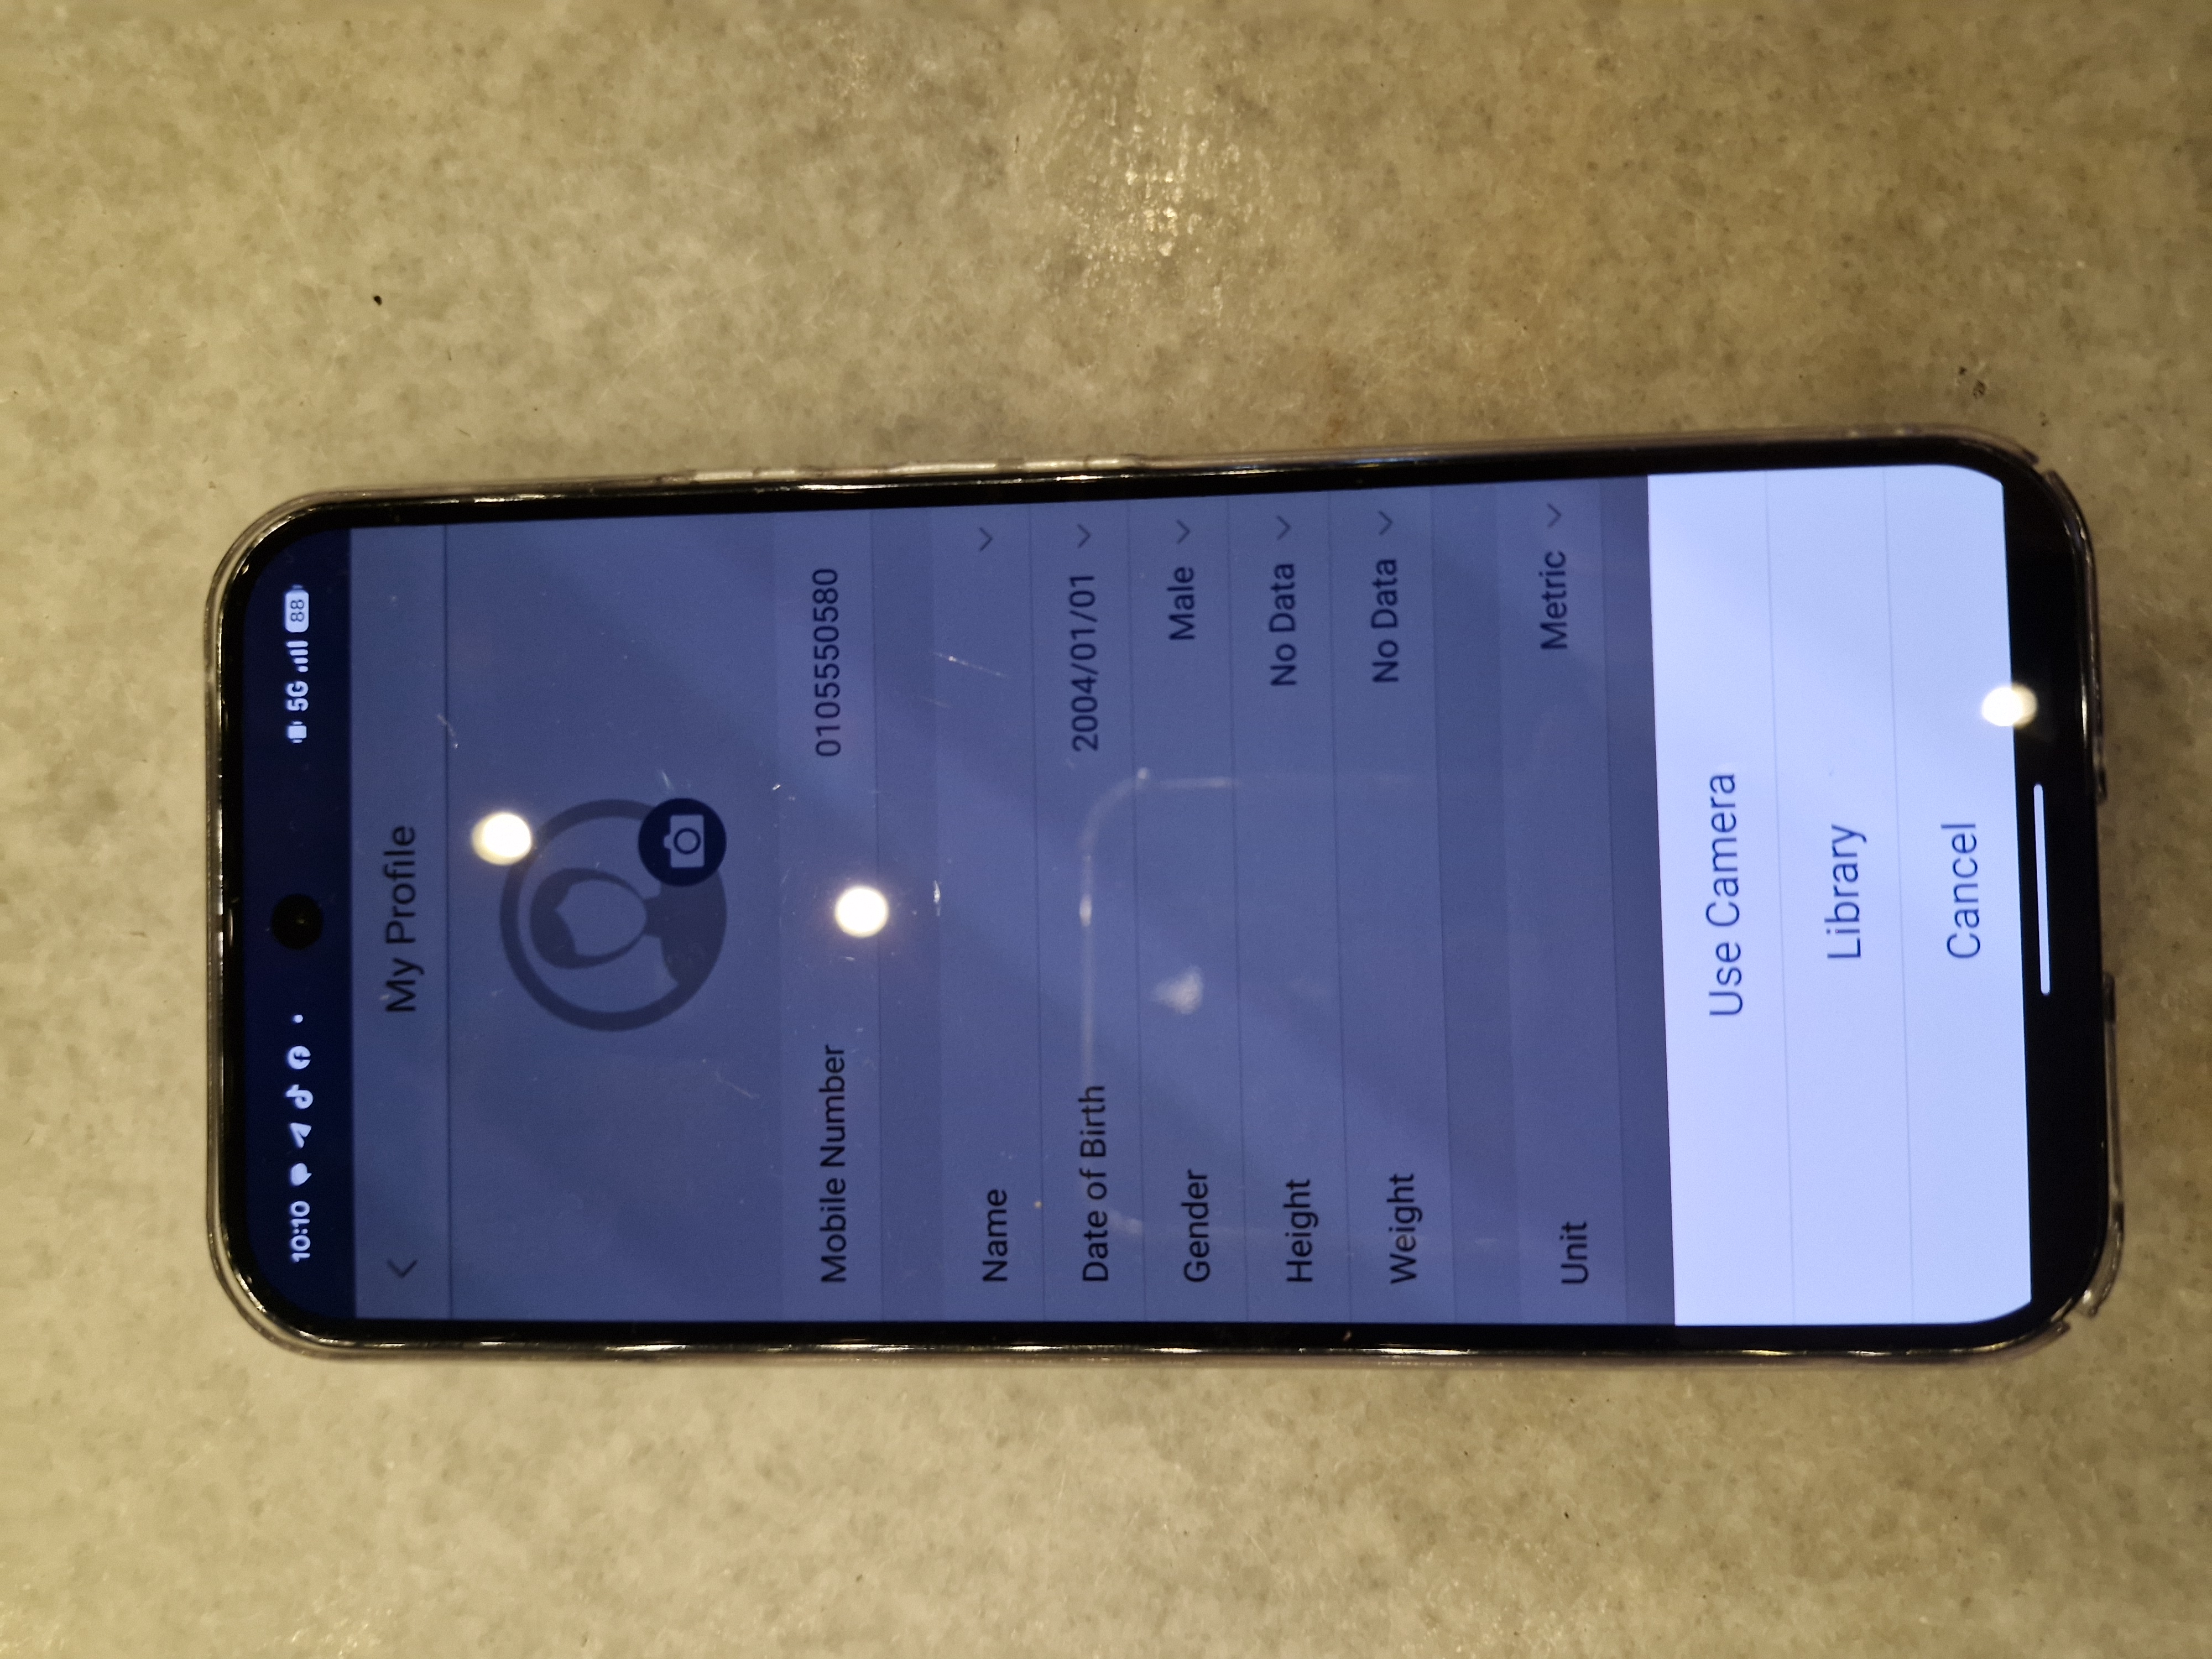 10:10 5G 88
My Profile
Mobile Number 0105550580
Name
Date of Birth 2004/01/01
Gender Male
Height No Data
Weight No Data
Unit Metric
Use Camera
Library
Cancel